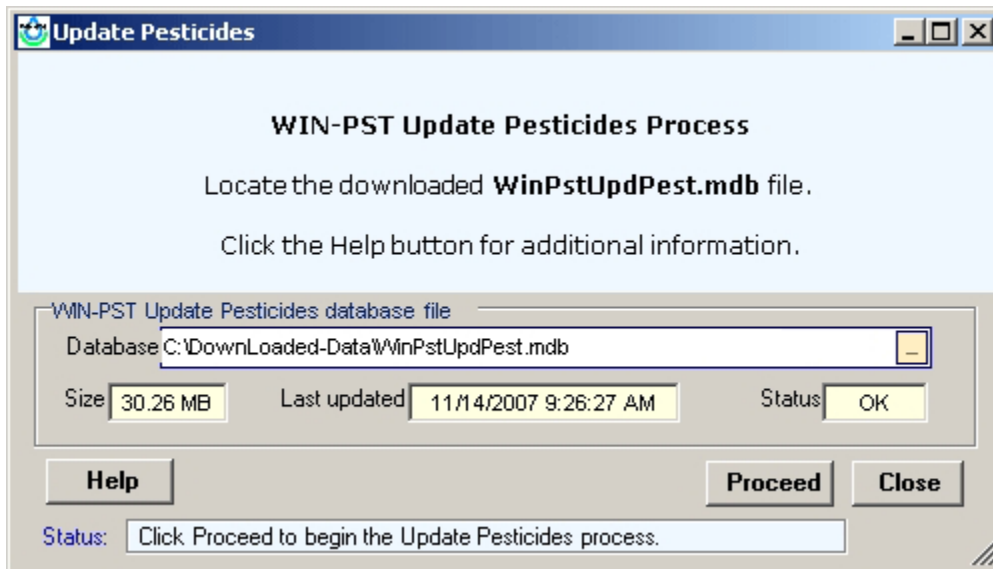 Update Pesticides
WIN-PST Update Pesticides Process
Locate the downloaded WinPstUpdPest.mdb file.
Click the Help button for additional information.
WIN-PST Update Pesticides database file
Database C:\DownLoaded-Data\WinPstUpdPest.mdb ...
Size 30.26 MB Last updated 11/14/2007 9:26:27 AM Status OK
Help Proceed Close
Status: Click Proceed to begin the Update Pesticides process.